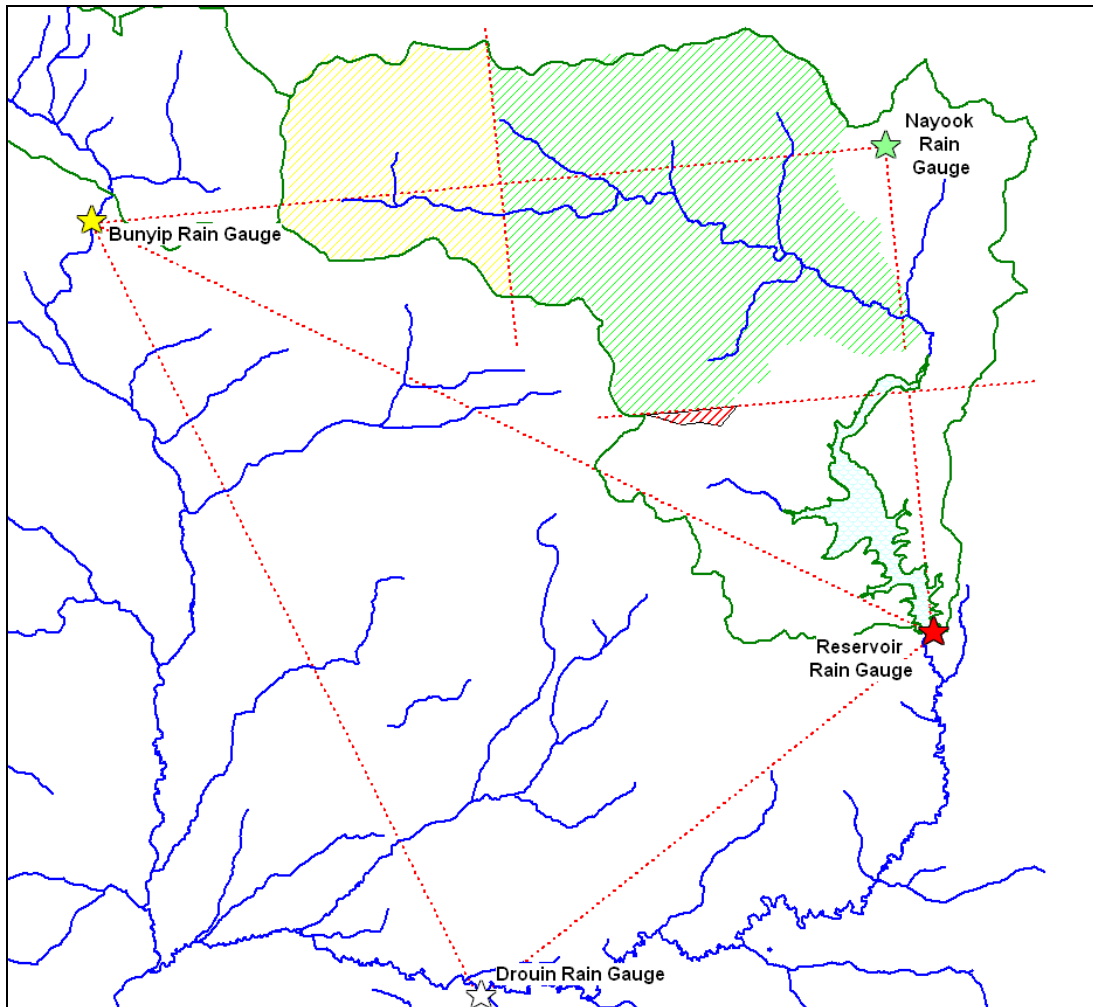 Nayook
Rain
Gauge
Bunyip Rain Gauge
Reservoir
Rain Gauge
Drouin Rain Gauge